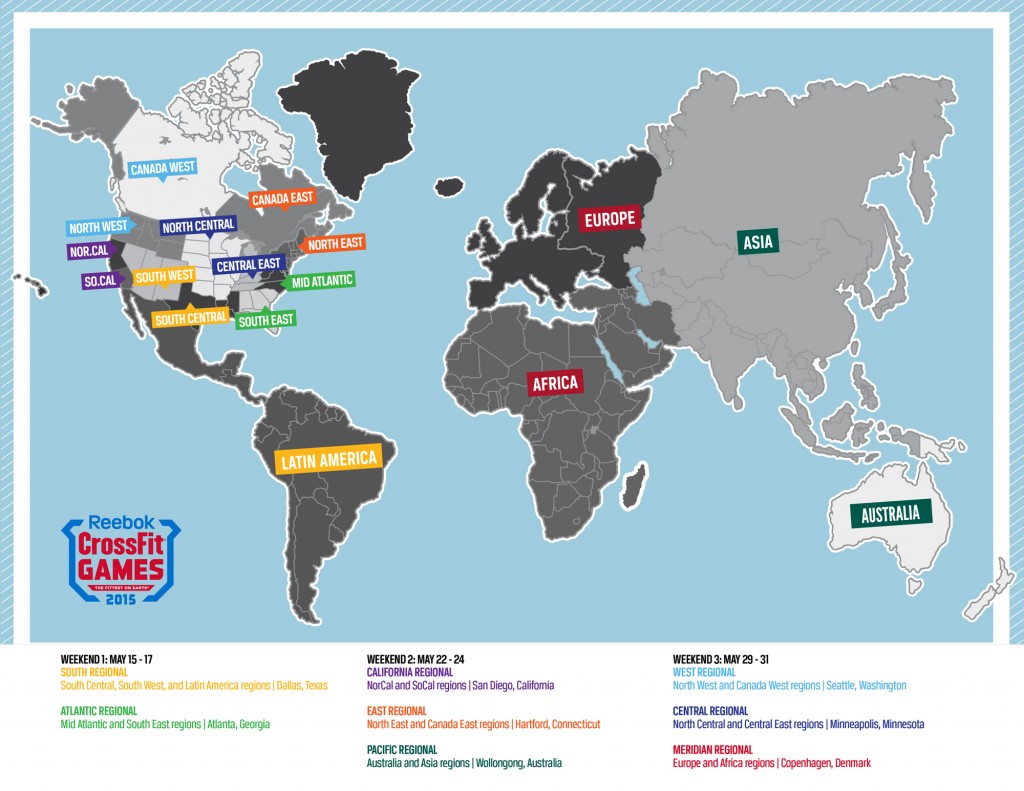 CANADA WEST
CANADA EAST
NORTH WEST
NORTH CENTRAL
NOR.CAL
NORTH EAST
SO.CAL
SOUTH WEST
CENTRAL EAST
MID ATLANTIC
SOUTH CENTRAL
SOUTH EAST
EUROPE
ASIA
AFRICA
LATIN AMERICA
AUSTRALIA
Reebok
CrossFit
GAMES
THE FITTEST ON EARTH
2015
WEEKEND 1: MAY 15 - 17
SOUTH REGIONAL
South Central, South West, and Latin America regions | Dallas, Texas
ATLANTIC REGIONAL
Mid Atlantic and South East regions | Atlanta, Georgia
WEEKEND 2: MAY 22 - 24
CALIFORNIA REGIONAL
NorCal and SoCal regions | San Diego, California
EAST REGIONAL
North East and Canada East regions | Hartford, Connecticut
PACIFIC REGIONAL
Australia and Asia regions | Wollongong, Australia
WEEKEND 3: MAY 29 - 31
WEST REGIONAL
North West and Canada West regions | Seattle, Washington
CENTRAL REGIONAL
North Central and Central East regions | Minneapolis, Minnesota
MERIDIAN REGIONAL
Europe and Africa regions | Copenhagen, Denmark